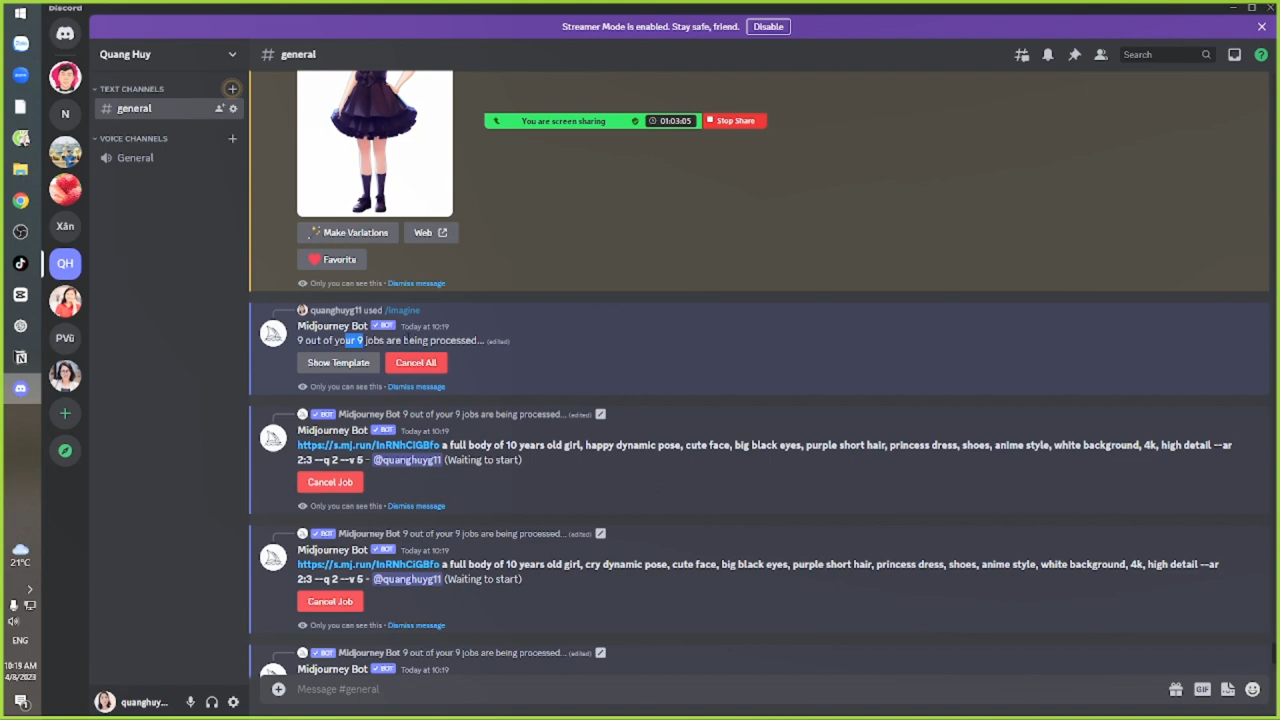 Discord
Streamer Mode is enabled. Stay safe, friend. Disable
Quang Huy
# general
Search
TEXT CHANNELS
# general
VOICE CHANNELS
General
N
Xân
QH
PVũ
You are screen sharing 01:03:05 Stop Share
Make Variations Web
Favorite
Only you can see this • Dismiss message
quanghuyg11 used /imagine
Midjourney Bot BOT Today at 10:19
9 out of your 9 jobs are being processed... (edited)
Show Template Cancel All
Only you can see this • Dismiss message
BOT Midjourney Bot 9 out of your 9 jobs are being processed... (edited)
Midjourney Bot BOT Today at 10:19
https://s.mj.run/InRNhCiGBfo a full body of 10 years old girl, happy dynamic pose, cute face, big black eyes, purple short hair, princess dress, shoes, anime style, white background, 4k, high detail --ar
2:3 --q 2 --v 5 - @quanghuyg11 (Waiting to start)
Cancel Job
Only you can see this • Dismiss message
BOT Midjourney Bot 9 out of your 9 jobs are being processed... (edited)
Midjourney Bot BOT Today at 10:19
https://s.mj.run/InRNhCiGBfo a full body of 10 years old girl, cry dynamic pose, cute face, big black eyes, purple short hair, princess dress, shoes, anime style, white background, 4k, high detail --ar
2:3 --q 2 --v 5 - @quanghuyg11 (Waiting to start)
Cancel Job
Only you can see this • Dismiss message
BOT Midjourney Bot 9 out of your 9 jobs are being processed... (edited)
Midjourney Bot BOT Today at 10:19
Message #general
GIF
quanghuy...
21°C
ENG
10:19 AM
4/8/2023